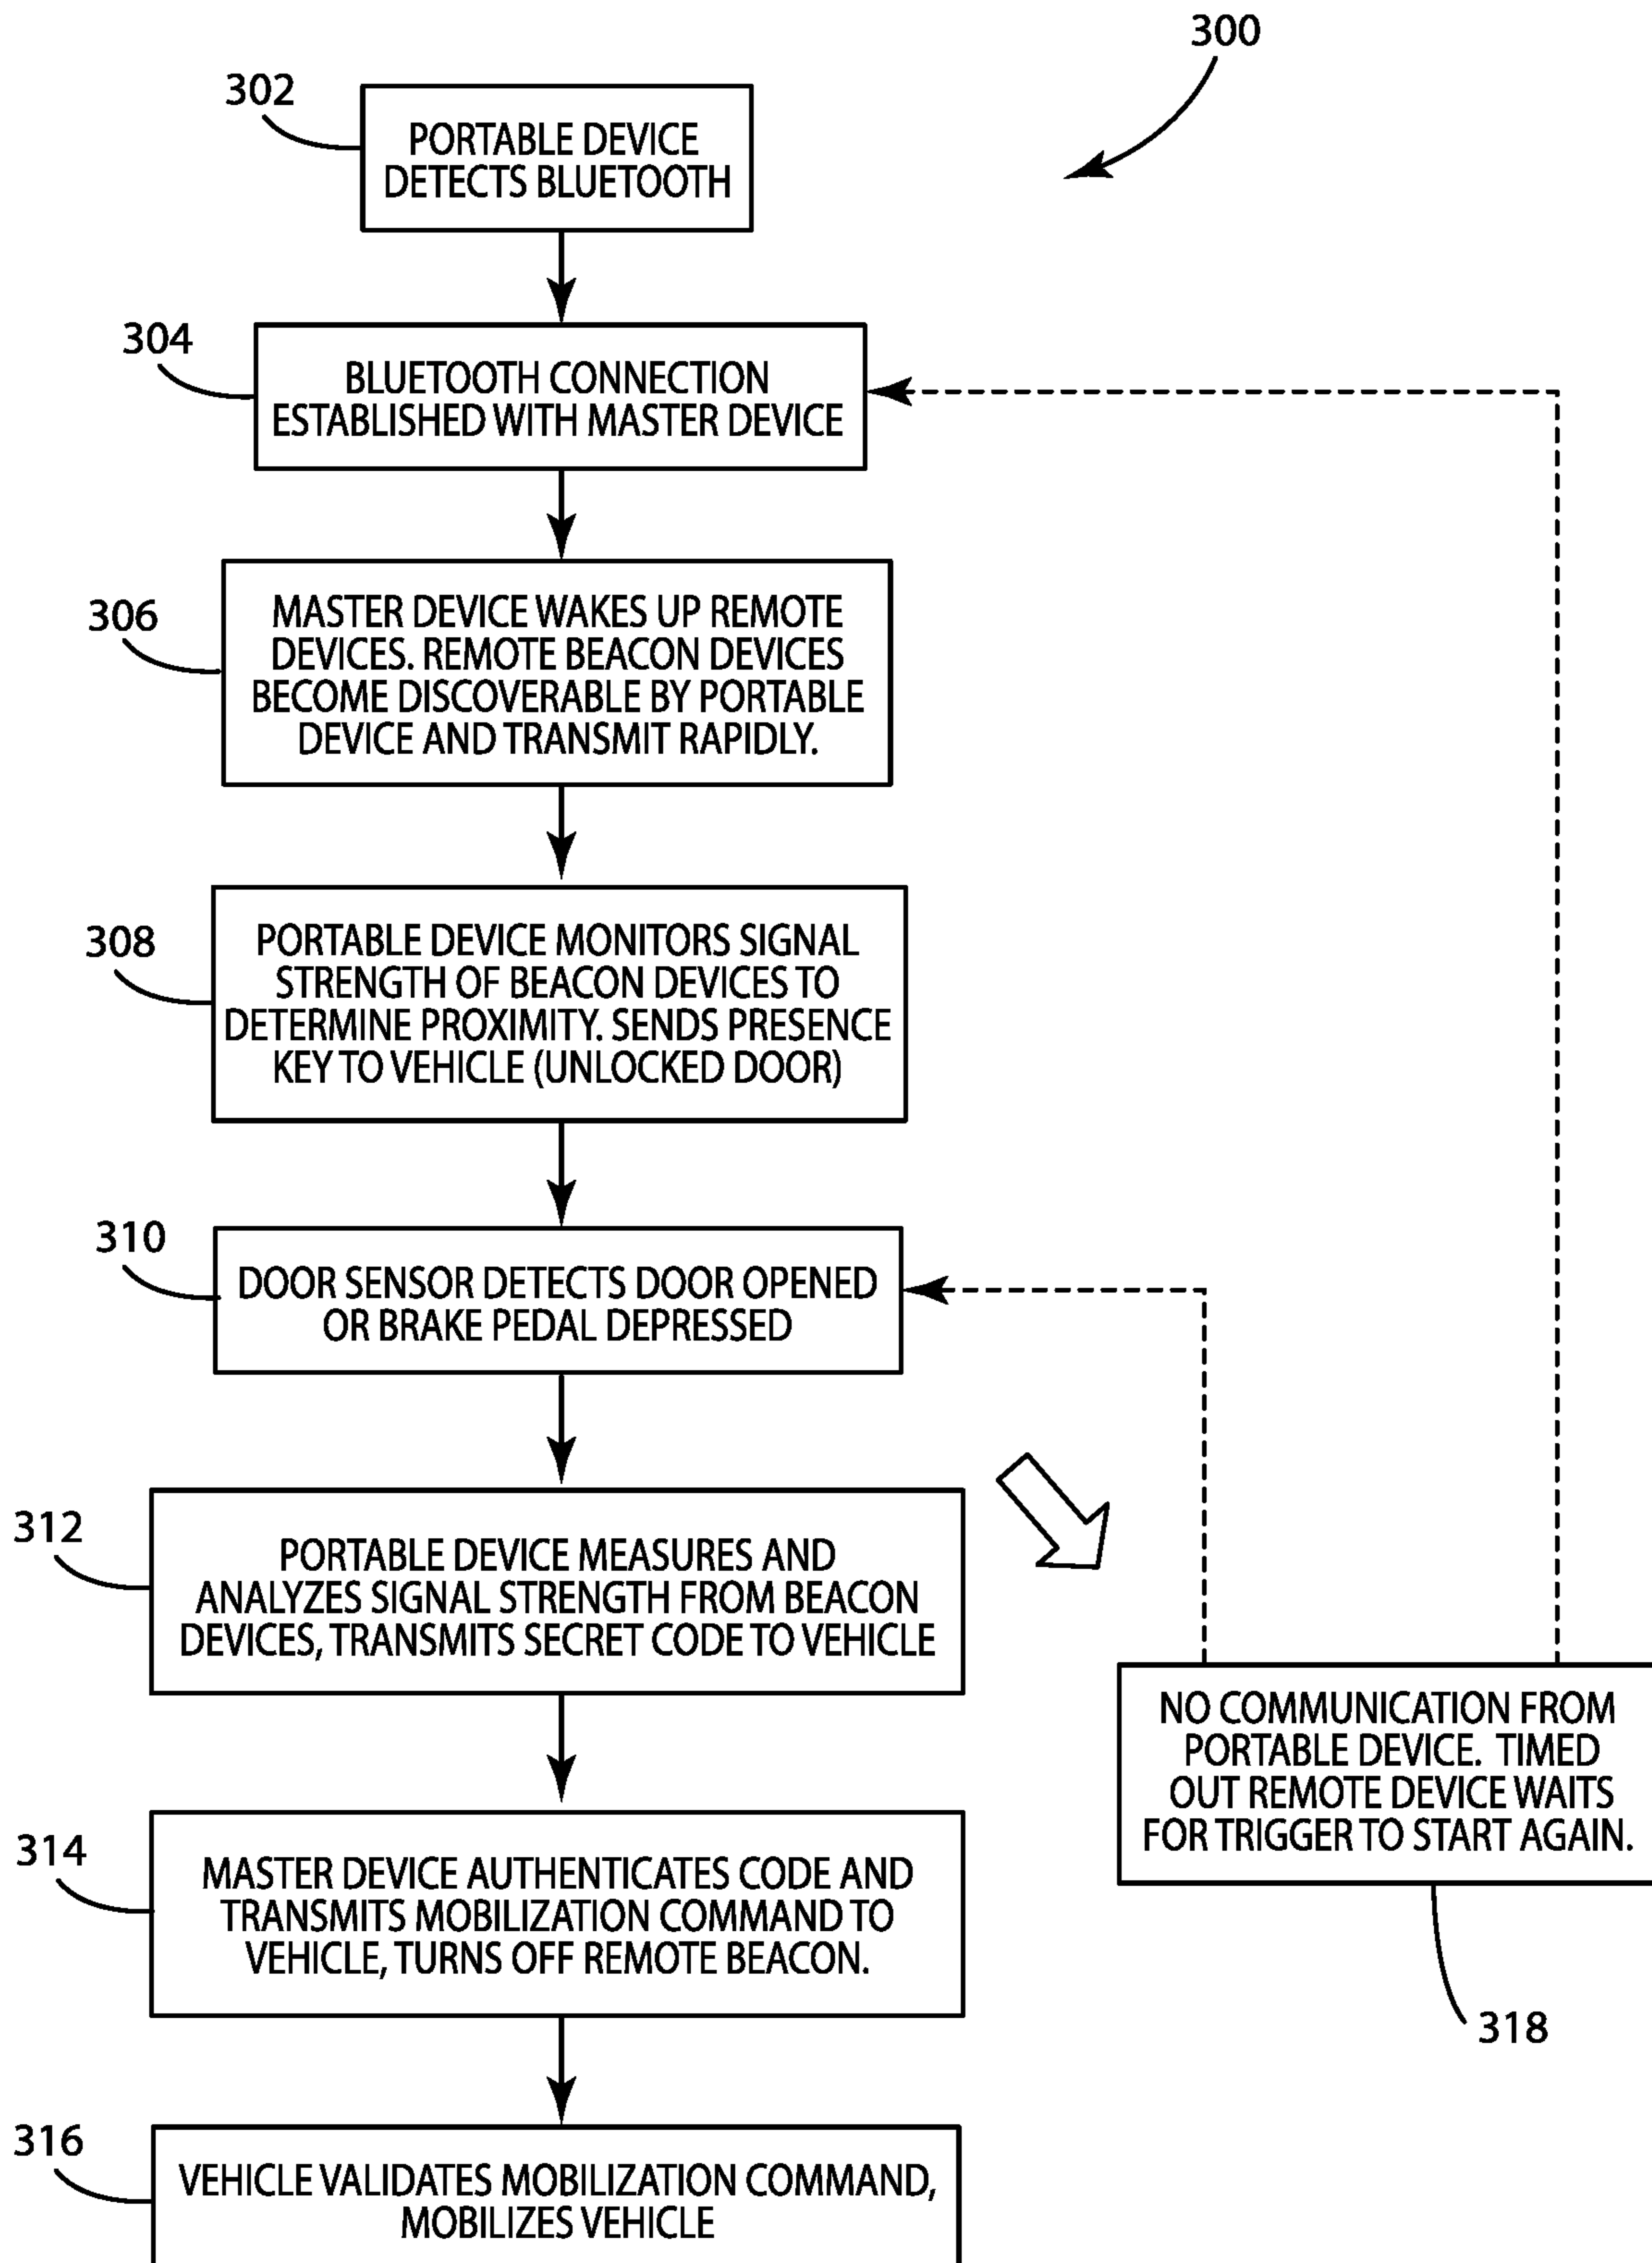 300
302
PORTABLE DEVICE
DETECTS BLUETOOTH
304
BLUETOOTH CONNECTION
ESTABLISHED WITH MASTER DEVICE
306
MASTER DEVICE WAKES UP REMOTE
DEVICES. REMOTE BEACON DEVICES
BECOME DISCOVERABLE BY PORTABLE
DEVICE AND TRANSMIT RAPIDLY.
308
PORTABLE DEVICE MONITORS SIGNAL
STRENGTH OF BEACON DEVICES TO
DETERMINE PROXIMITY. SENDS PRESENCE
KEY TO VEHICLE (UNLOCKED DOOR)
310
DOOR SENSOR DETECTS DOOR OPENED
OR BRAKE PEDAL DEPRESSED
312
PORTABLE DEVICE MEASURES AND
ANALYZES SIGNAL STRENGTH FROM BEACON
DEVICES, TRANSMITS SECRET CODE TO VEHICLE
NO COMMUNICATION FROM
PORTABLE DEVICE. TIMED
OUT REMOTE DEVICE WAITS
FOR TRIGGER TO START AGAIN.
318
314
MASTER DEVICE AUTHENTICATES CODE AND
TRANSMITS MOBILIZATION COMMAND TO
VEHICLE, TURNS OFF REMOTE BEACON.
316
VEHICLE VALIDATES MOBILIZATION COMMAND,
MOBILIZES VEHICLE